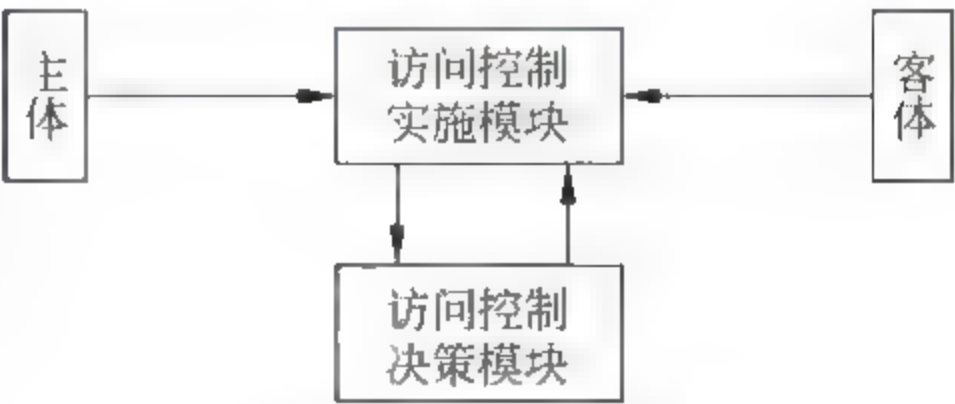 主体
访问控制
实施模块
客体
访问控制
决策模块